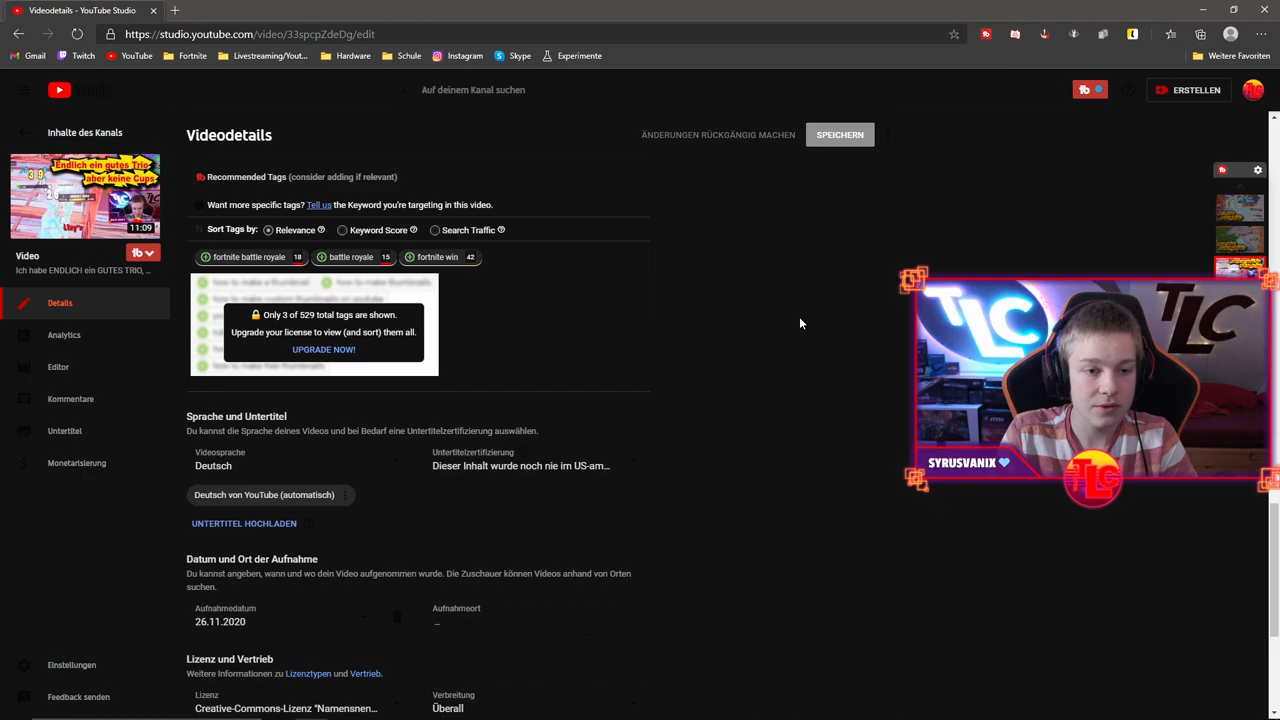 Videodetails - YouTube Studio
https://studio.youtube.com/video/33spcpZdeDg/edit
Gmail Twitch YouTube Fortnite Livestreaming/Yout... Hardware Schule Instagram Skype Experimente Weitere Favoriten
Studio Auf deinem Kanal suchen tb ERSTELLEN TLC
Inhalte des Kanals
Videodetails ÄNDERUNGEN RÜCKGÄNGIG MACHEN SPEICHERN
Endlich ein gutes Trio
aber keine Cups
11:09
Video
Ich habe ENDLICH ein GUTES TRIO, ...
Details
Analytics
Editor
Kommentare
Untertitel
Monetarisierung
Einstellungen
Feedback senden
tb Recommended Tags (consider adding if relevant)
Want more specific tags? Tell us the Keyword you're targeting in this video.
Sort Tags by: Relevance Keyword Score Search Traffic
fortnite battle royale 18 battle royale 15 fortnite win 42
Only 3 of 529 total tags are shown.
Upgrade your license to view (and sort) them all.
UPGRADE NOW!
Sprache und Untertitel
Du kannst die Sprache deines Videos und bei Bedarf eine Untertitelzertifizierung auswählen.
Videosprache Untertitelzertifizierung
Deutsch Dieser Inhalt wurde noch nie im US-am...
Deutsch von YouTube (automatisch)
UNTERTITEL HOCHLADEN
Datum und Ort der Aufnahme
Du kannst angeben, wann und wo dein Video aufgenommen wurde. Die Zuschauer können Videos anhand von Orten
suchen.
Aufnahmedatum Aufnahmeort
26.11.2020 –
Lizenz und Vertrieb
Weitere Informationen zu Lizenztypen und Vertrieb.
Lizenz Verbreitung
Creative-Commons-Lizenz "Namensnen... Überall
TLC TLC
SYRUSVANIX
TLC